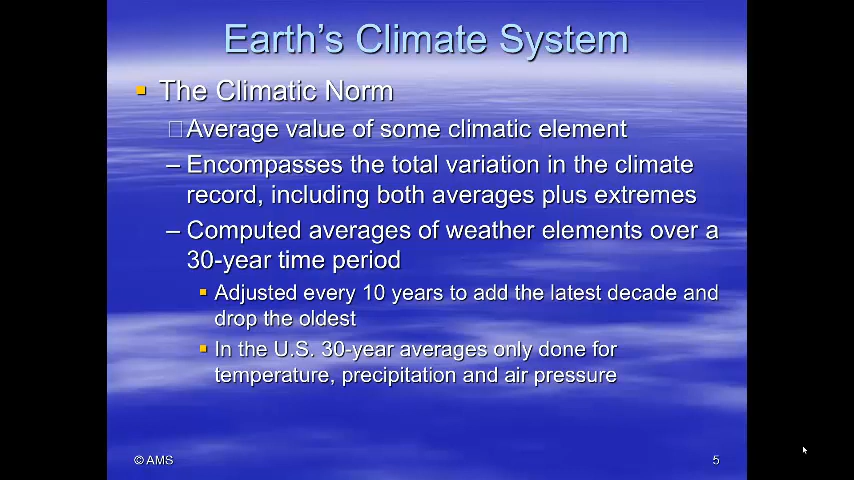 Earth's Climate System
▪ The Climatic Norm
□Average value of some climatic element
– Encompasses the total variation in the climate
record, including both averages plus extremes
– Computed averages of weather elements over a
30-year time period
▪ Adjusted every 10 years to add the latest decade and
drop the oldest
▪ In the U.S. 30-year averages only done for
temperature, precipitation and air pressure
© AMS
5